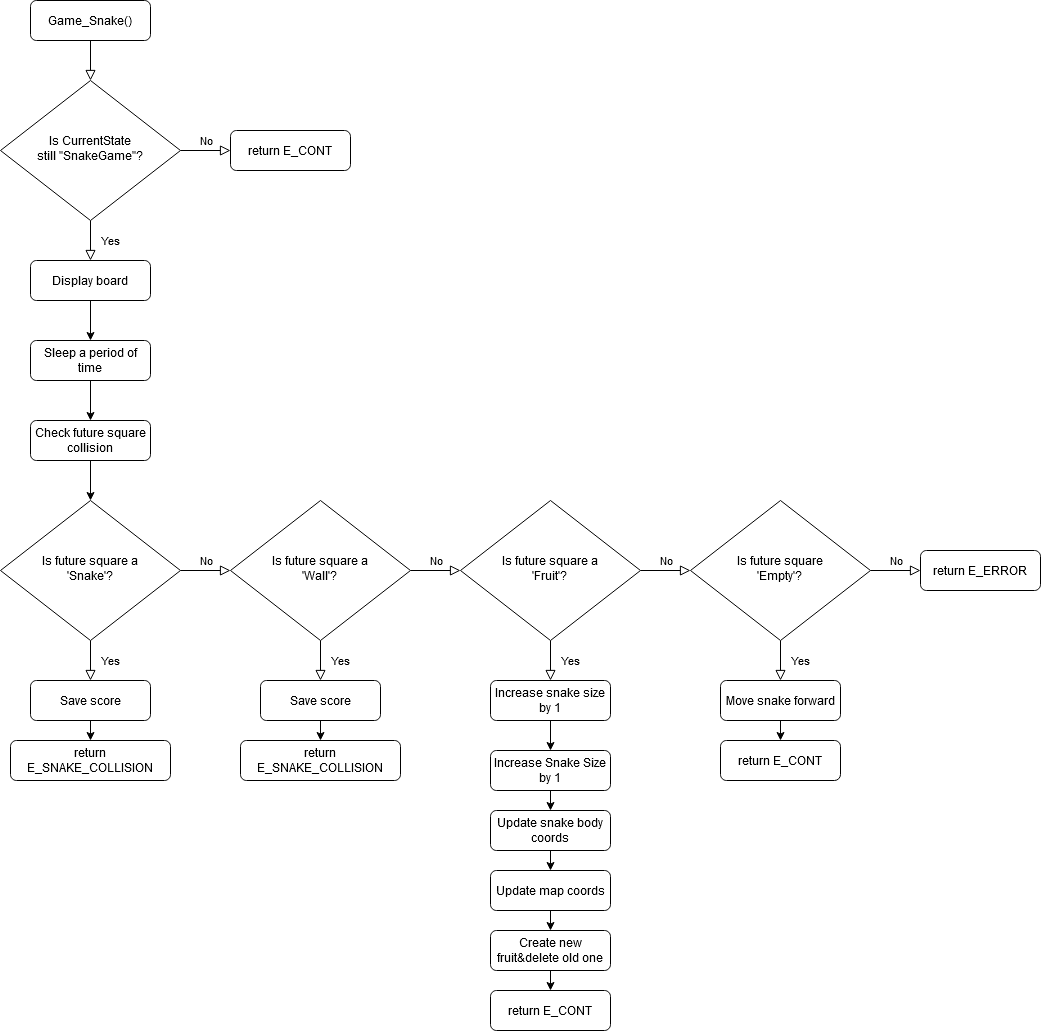 Game_Snake()
Is CurrentState
still "SnakeGame"?
No
return E_CONT
Yes
Display board
Sleep a period of
time
Check future square
collision
Is future square a
'Snake'?
No
Is future square a
'Wall'?
No
Is future square a
'Fruit'?
No
Is future square
'Empty'?
No
return E_ERROR
Yes
Save score
return
E_SNAKE_COLLISION
Yes
Save score
return
E_SNAKE_COLLISION
Yes
Increase snake size
by 1
Increase Snake Size
by 1
Update snake body
coords
Update map coords
Create new
fruit&delete old one
return E_CONT
Yes
Move snake forward
return E_CONT